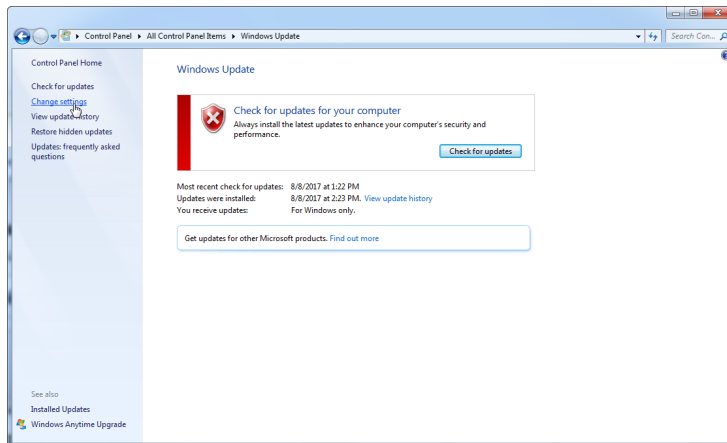 Control Panel ▸ All Control Panel Items ▸ Windows Update
Search Con...
Control Panel Home
Check for updates
Change settings
View update history
Restore hidden updates
Updates: frequently asked
questions
Windows Update
Check for updates for your computer
Always install the latest updates to enhance your computer's security and
performance.
Check for updates
Most recent check for updates: 8/8/2017 at 1:22 PM
Updates were installed: 8/8/2017 at 2:23 PM. View update history
You receive updates: For Windows only.
Get updates for other Microsoft products. Find out more
See also
Installed Updates
Windows Anytime Upgrade